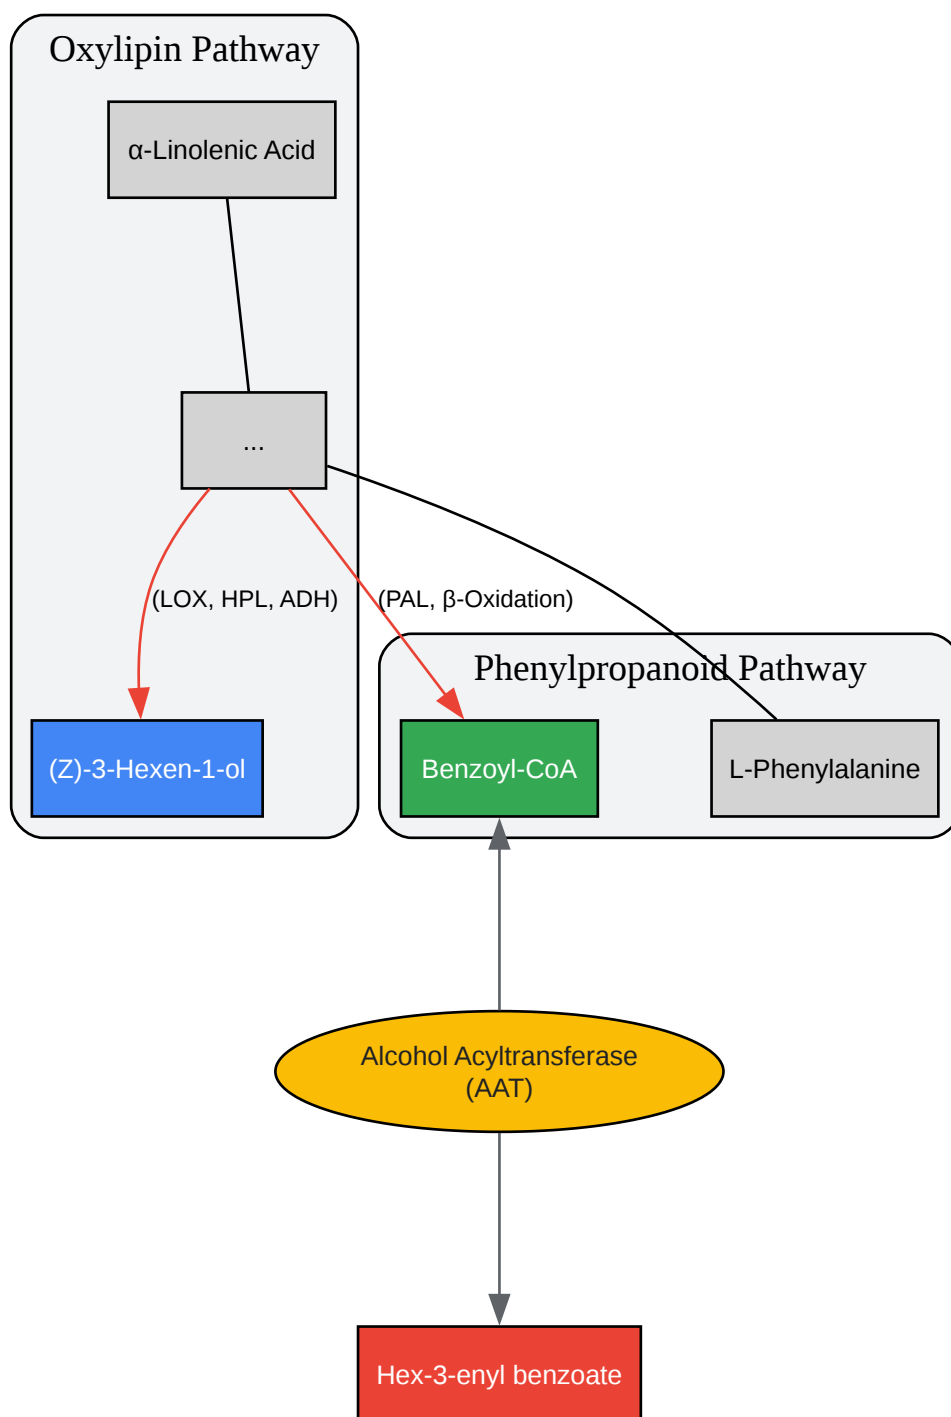 Oxylipin Pathway
α-Linolenic Acid
...
(LOX, HPL, ADH)
(PAL, β-Oxidation)
Phenylpropanoid Pathway
(Z)-3-Hexen-1-ol
Benzoyl-CoA
L-Phenylalanine
Alcohol Acyltransferase
(AAT)
Hex-3-enyl benzoate